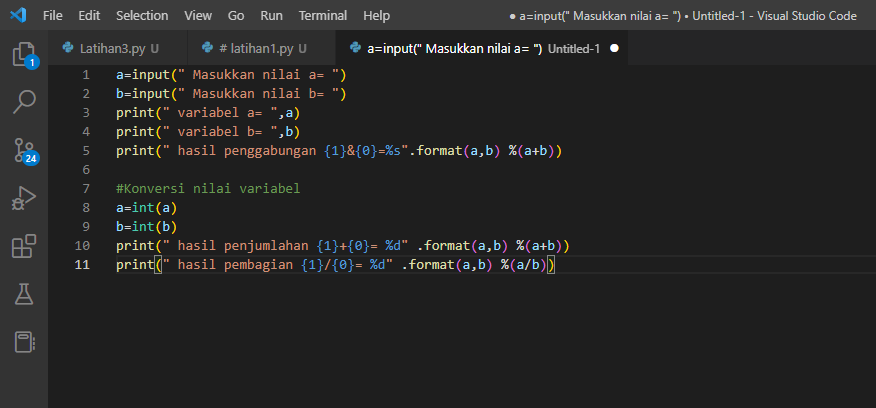 File Edit Selection View Go Run Terminal Help ● a=input(" Masukkan nilai a= ") • Untitled-1 - Visual Studio Code
Latihan3.py U # latihan1.py U a=input(" Masukkan nilai a= ") Untitled-1 ●
1 a=input(" Masukkan nilai a= ")
2 b=input(" Masukkan nilai b= ")
3 print(" variabel a= ",a)
4 print(" variabel b= ",b)
5 print(" hasil penggabungan {1}&{0}=%s".format(a,b) %(a+b))
6
7 #Konversi nilai variabel
8 a=int(a)
9 b=int(b)
10 print(" hasil penjumlahan {1}+{0}= %d" .format(a,b) %(a+b))
11 print(" hasil pembagian {1}/{0}= %d" .format(a,b) %(a/b))
1
24